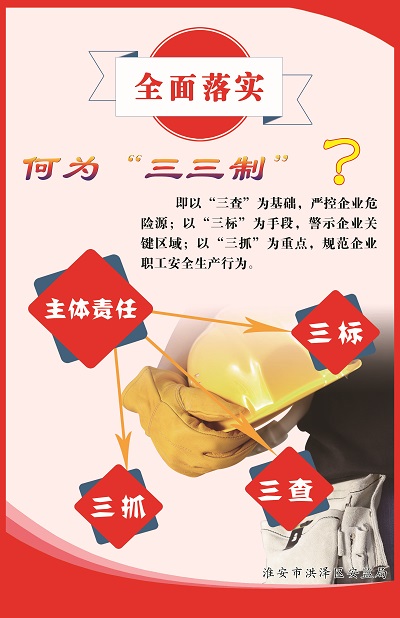 全面落实
何为“三三制”？
即以“三查”为基础，严控企业危
险源；以“三标”为手段，警示企业关
键区域；以“三抓”为重点，规范企业
职工安全生产行为。
主体责任
三标
三抓
三查
淮安市洪泽区安监局